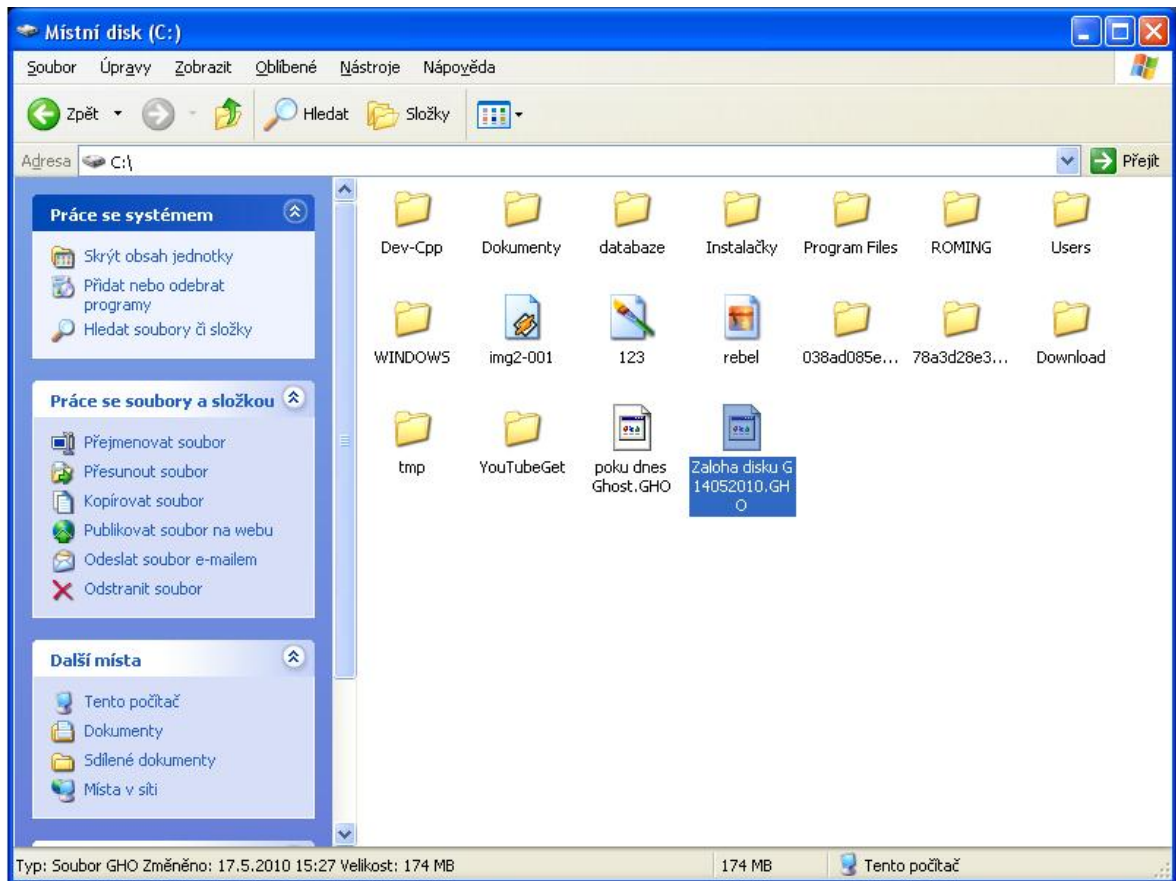 Místní disk (C:)
Soubor Úpravy Zobrazit Oblíbené Nástroje Nápověda
Zpět Hledat Složky
Adresa C:\ Přejít
Práce se systémem
Skrýt obsah jednotky
Přidat nebo odebrat
programy
Hledat soubory či složky
Práce se soubory a složkou
Přejmenovat soubor
Přesunout soubor
Kopírovat soubor
Publikovat soubor na webu
Odeslat soubor e-mailem
Odstranit soubor
Další místa
Tento počítač
Dokumenty
Sdílené dokumenty
Místa v síti
Dev-Cpp Dokumenty databaze Instalačky Program Files ROMING Users
WINDOWS img2-001 123 rebel 038ad085e... 78a3d28e3... Download
tmp YouTubeGet poku dnes Zaloha disku G
Ghost.GHO 14052010.GH
O
Typ: Soubor GHO Změněno: 17.5.2010 15:27 Velikost: 174 MB 174 MB Tento počítač